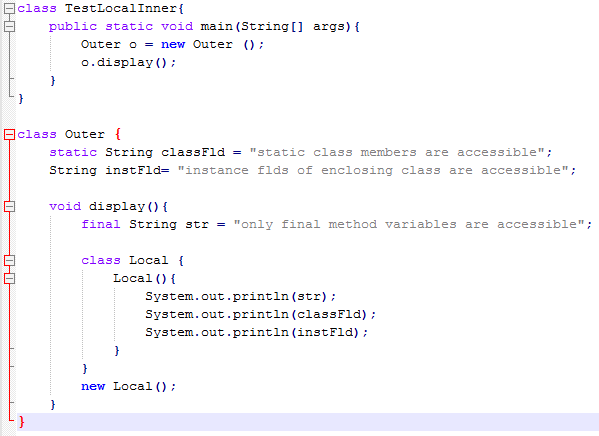 class TestLocalInner{
    public static void main(String[] args){
        Outer o = new Outer ();
        o.display();
    }
}

class Outer {
    static String classFld = "static class members are accessible";
    String instFld= "instance flds of enclosing class are accessible";

    void display(){
        final String str = "only final method variables are accessible";

        class Local {
            Local(){
                System.out.println(str);
                System.out.println(classFld);
                System.out.println(instFld);
            }
        }
        new Local();
    }
}